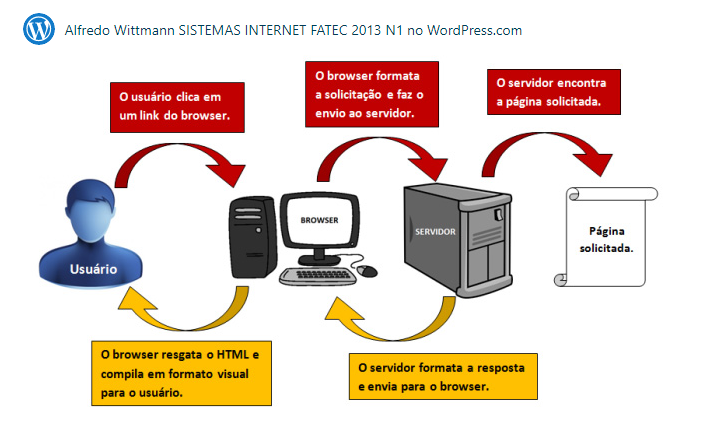 Alfredo Wittmann SISTEMAS INTERNET FATEC 2013 N1 no WordPress.com
O usuário clica em
um link do browser.
O browser formata
a solicitação e faz o
envio ao servidor.
O servidor encontra
a página solicitada.
Usuário
BROWSER
SERVIDOR
Página
solicitada.
O browser resgata o HTML e
compila em formato visual
para o usuário.
O servidor formata a resposta
e envia para o browser.